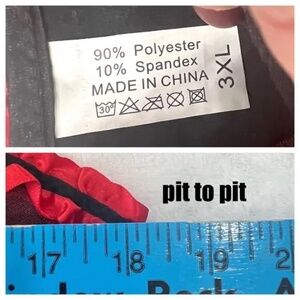 90% Polyester
10% Spandex
MADE IN CHINA
3XL
30°
pit to pit
17 18 19